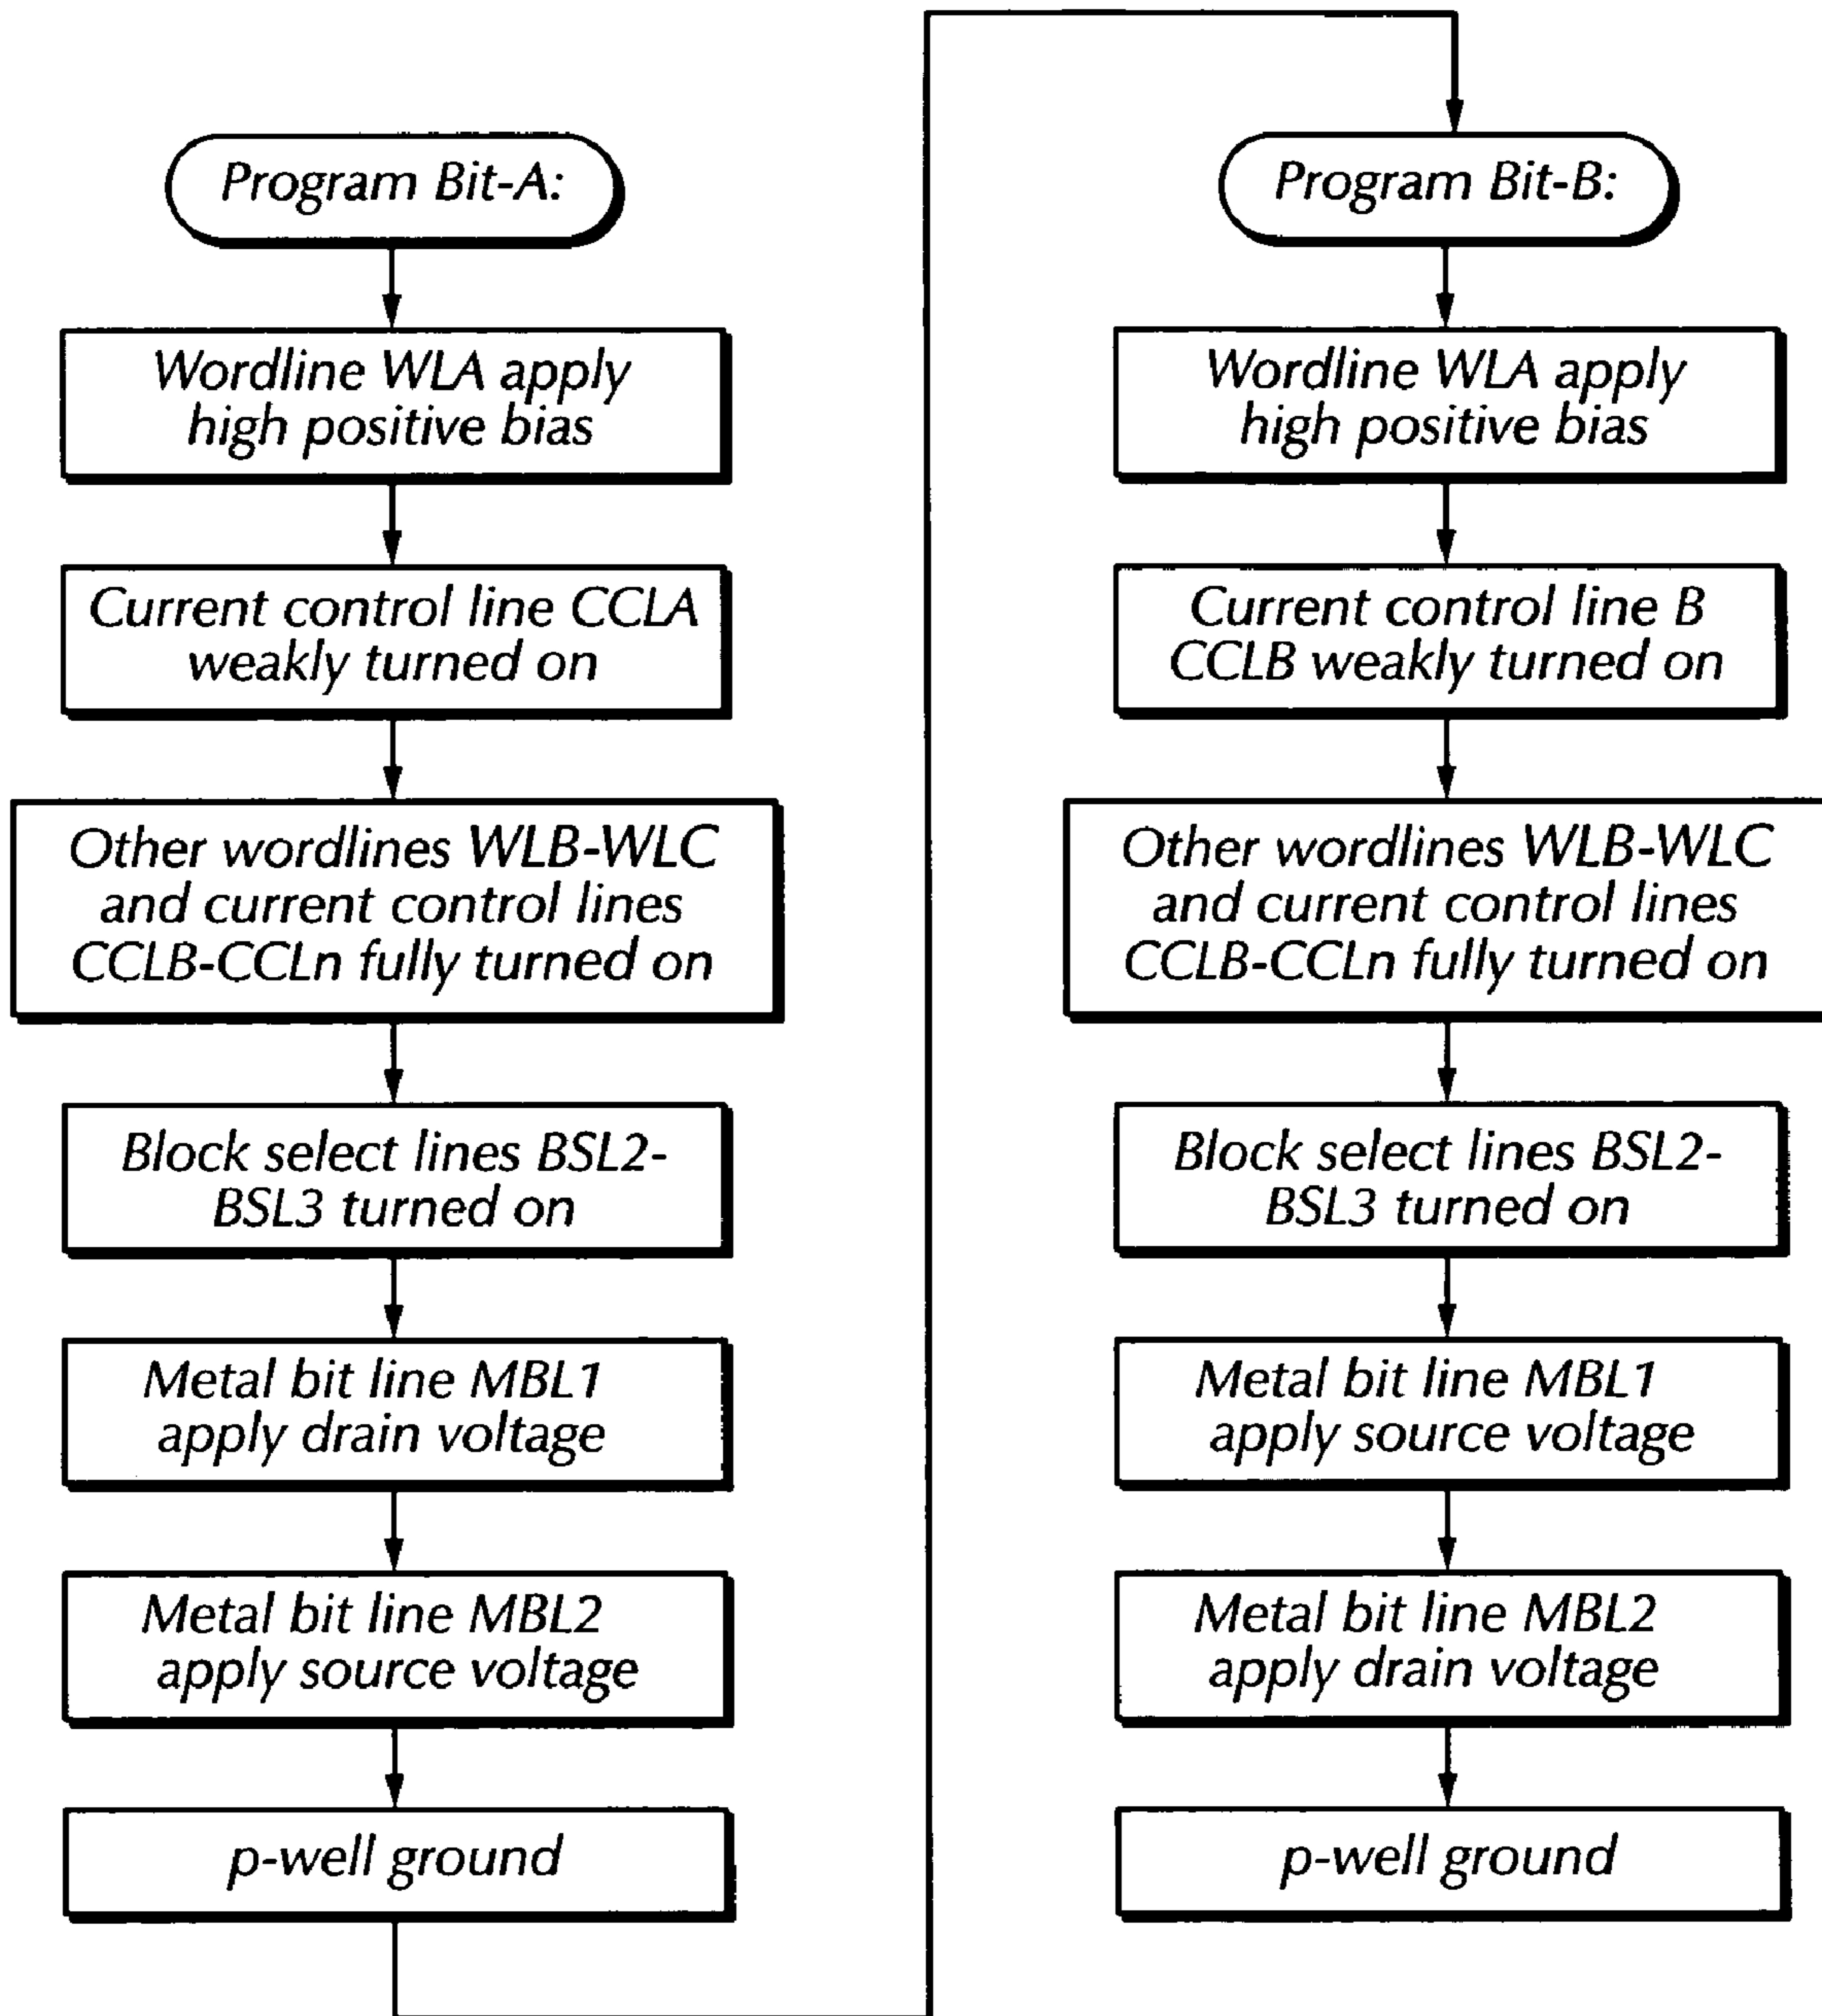 Program Bit-A:
Wordline WLA apply
high positive bias
Current control line CCLA
weakly turned on
Other wordlines WLB-WLC
and current control lines
CCLB-CCLn fully turned on
Block select lines BSL2-
BSL3 turned on
Metal bit line MBL1
apply drain voltage
Metal bit line MBL2
apply source voltage
p-well ground
Program Bit-B:
Wordline WLA apply
high positive bias
Current control line B
CCLB weakly turned on
Other wordlines WLB-WLC
and current control lines
CCLB-CCLn fully turned on
Block select lines BSL2-
BSL3 turned on
Metal bit line MBL1
apply source voltage
Metal bit line MBL2
apply drain voltage
p-well ground